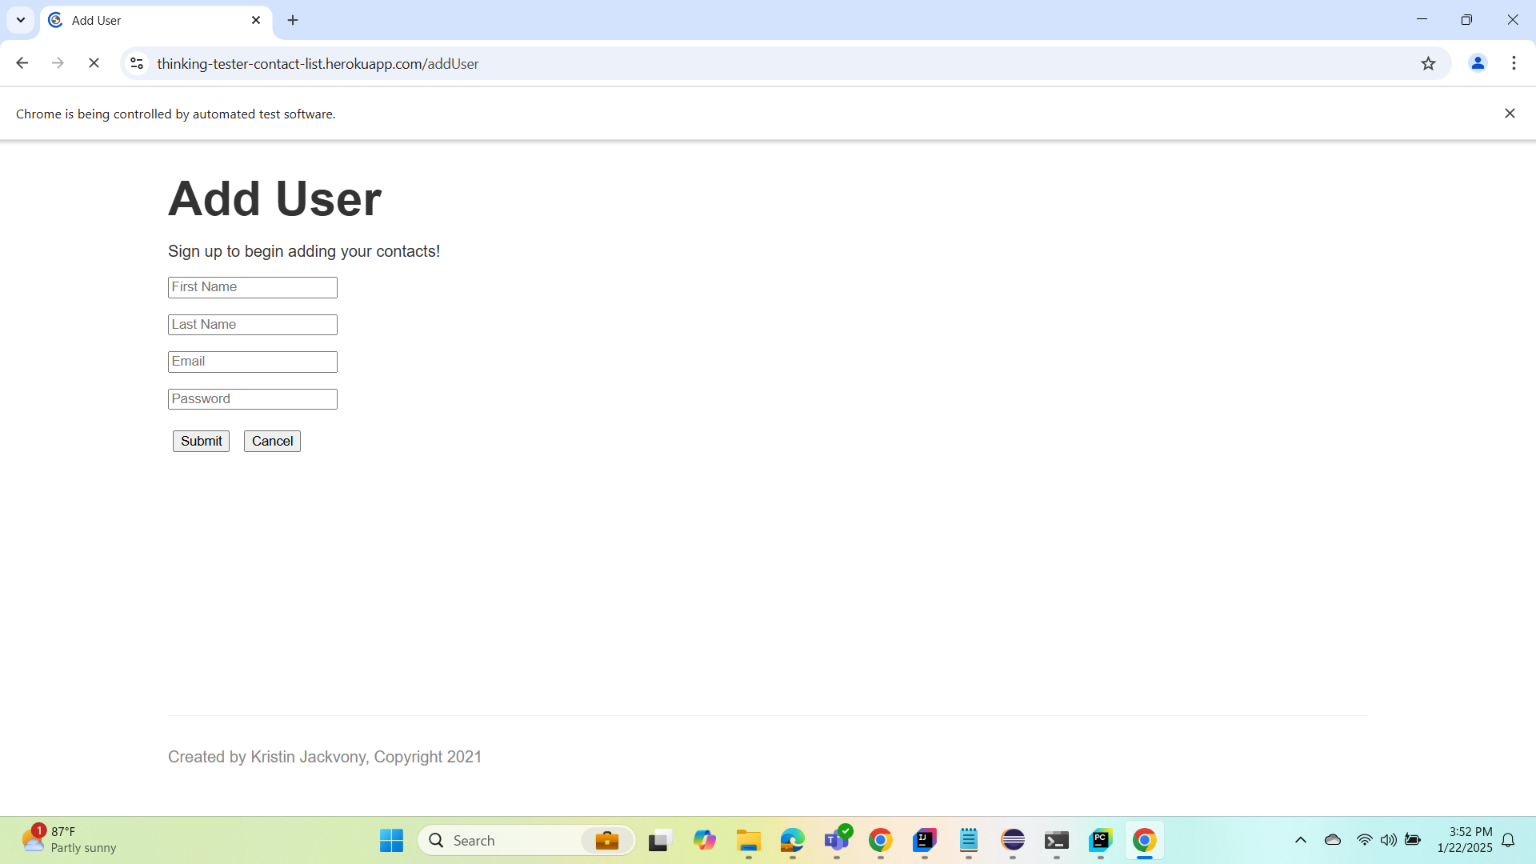 Add User
thinking-tester-contact-list.herokuapp.com/addUser
Chrome is being controlled by automated test software.
Add User
Sign up to begin adding your contacts!
First Name
Last Name
Email
Password
Submit Cancel
Created by Kristin Jackvony, Copyright 2021
1
87°F
Partly sunny
Search
T
IJ
PC
3:52 PM
1/22/2025